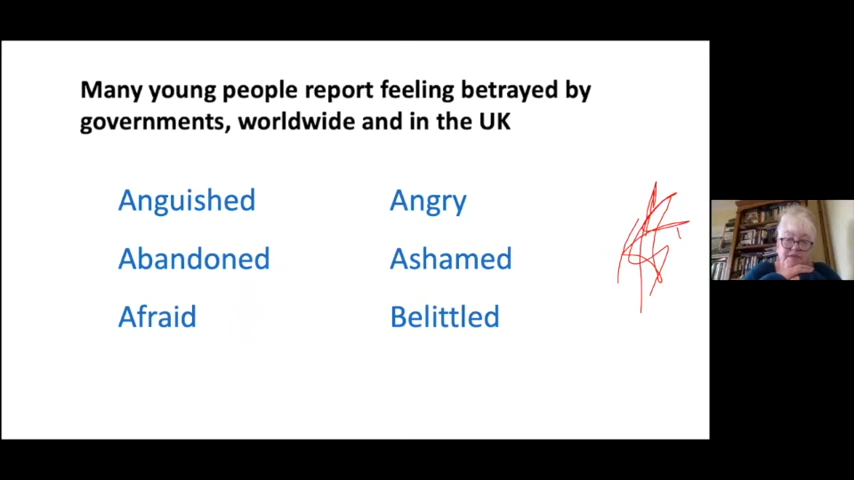 Many young people report feeling betrayed by
governments, worldwide and in the UK
Anguished
Angry
Abandoned
Ashamed
Afraid
Belittled